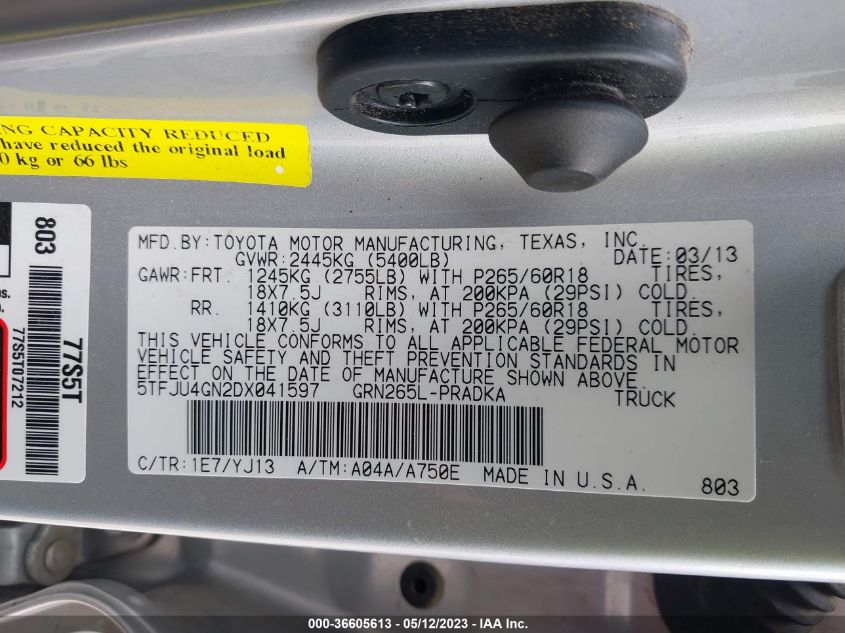 NG CAPACITY REDUCED
have reduced the original load
0 kg or 66 lbs
803
77S5T
77S5T07212
MFD.BY:TOYOTA MOTOR MANUFACTURING, TEXAS, INC.
GVWR:2445KG (5400LB) DATE:03/13
GAWR:FRT. 1245KG (2755LB) WITH P265/60R18 TIRES,
18X7.5J RIMS, AT 200KPA (29PSI) COLD.
RR. 1410KG (3110LB) WITH P265/60R18 TIRES,
18X7.5J RIMS, AT 200KPA (29PSI) COLD.
THIS VEHICLE CONFORMS TO ALL APPLICABLE FEDERAL MOTOR
VEHICLE SAFETY AND THEFT PREVENTION STANDARDS IN
EFFECT ON THE DATE OF MANUFACTURE SHOWN ABOVE.
5TFJU4GN2DX041597 GRN265L-PRADKA TRUCK
C/TR:1E7/YJ13 A/TM:A04A/A750E MADE IN U.S.A.
803
000-36605613 - 05/12/2023 - IAA Inc.